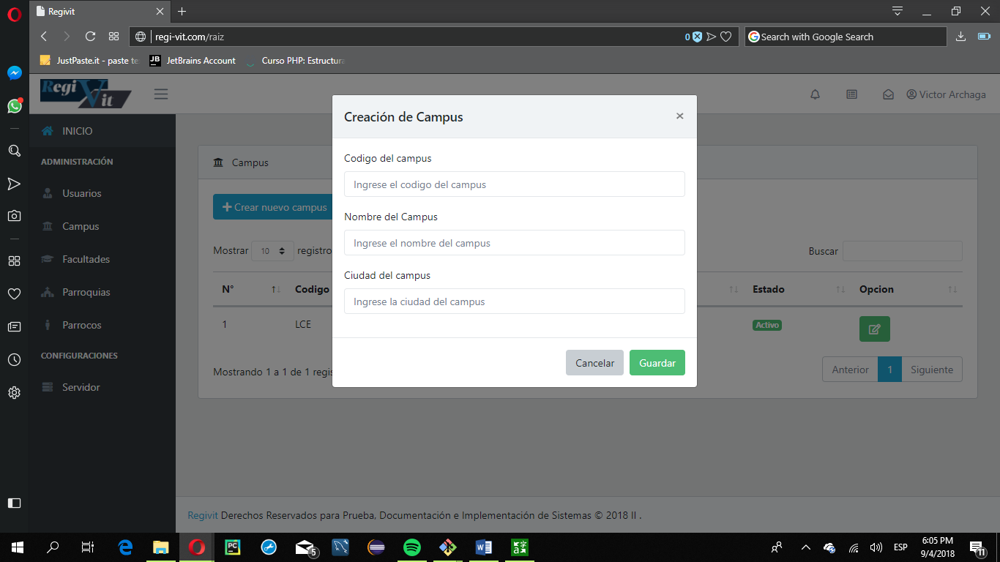 Regivit
regi-vit.com/raiz
0
Search with Google Search
JustPaste.it - paste te
JB JetBrains Account
Curso PHP: Estructura
Regi Vit
Victor Archaga
INICIO
ADMINISTRACIÓN
Usuarios
Campus
Facultades
Parroquias
Parrocos
CONFIGURACIONES
Servidor
Campus
Crear nuevo campus
Mostrar 10 registro
Buscar
N° Codigo Estado Opcion
1 LCE Activo
Mostrando 1 a 1 de 1 regis
Anterior 1 Siguiente
Creación de Campus ×
Codigo del campus
Ingrese el codigo del campus
Nombre del Campus
Ingrese el nombre del campus
Ciudad del campus
Ingrese la ciudad del campus
Cancelar Guardar
Regivit Derechos Reservados para Prueba, Documentación e Implementación de Sistemas © 2018 II .
PC
5
W
ESP
6:05 PM
9/4/2018
11